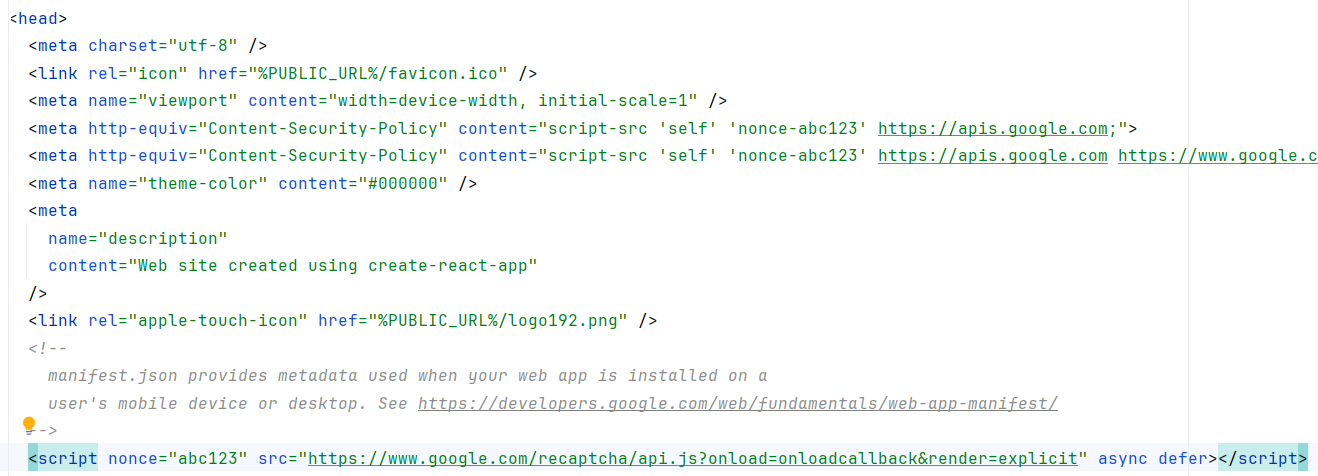 <head>
<meta charset="utf-8" />
<link rel="icon" href="%PUBLIC_URL%/favicon.ico" />
<meta name="viewport" content="width=device-width, initial-scale=1" />
<meta http-equiv="Content-Security-Policy" content="script-src 'self' 'nonce-abc123' https://apis.google.com;">
<meta http-equiv="Content-Security-Policy" content="script-src 'self' 'nonce-abc123' https://apis.google.com https://www.google.c
<meta name="theme-color" content="#000000" />
<meta
name="description"
content="Web site created using create-react-app"
/>
<link rel="apple-touch-icon" href="%PUBLIC_URL%/logo192.png" />
<!--
manifest.json provides metadata used when your web app is installed on a
user's mobile device or desktop. See https://developers.google.com/web/fundamentals/web-app-manifest/
-->
<script nonce="abc123" src="https://www.google.com/recaptcha/api.js?onload=onloadcallback&render=explicit" async defer></script>